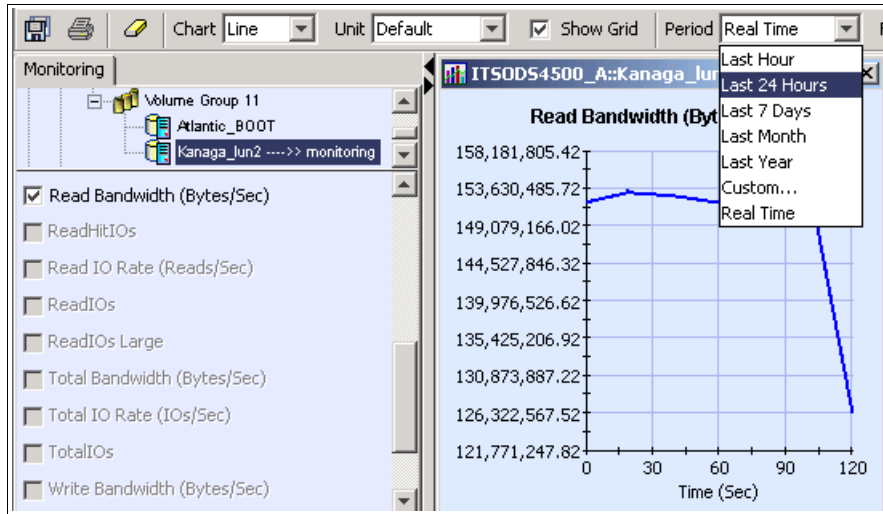 Chart Line Unit Default Show Grid Period Real Time
Last Hour
Last 24 Hours
Last 7 Days
Last Month
Last Year
Custom...
Real Time
Monitoring
Volume Group 11
Atlantic_BOOT
Kanaga_lun2 ---->> monitoring
Read Bandwidth (Bytes/Sec)
ReadHitIOs
Read IO Rate (Reads/Sec)
ReadIOs
ReadIOs Large
Total Bandwidth (Bytes/Sec)
Total IO Rate (IOs/Sec)
TotalIOs
Write Bandwidth (Bytes/Sec)
ITSODS4500_A::Kanaga_lun
Read Bandwidth (Byt
158,181,805.42
153,630,485.72
149,079,166.02
144,527,846.32
139,976,526.62
135,425,206.92
130,873,887.22
126,322,567.52
121,771,247.82
0 30 60 90 120
Time (Sec)